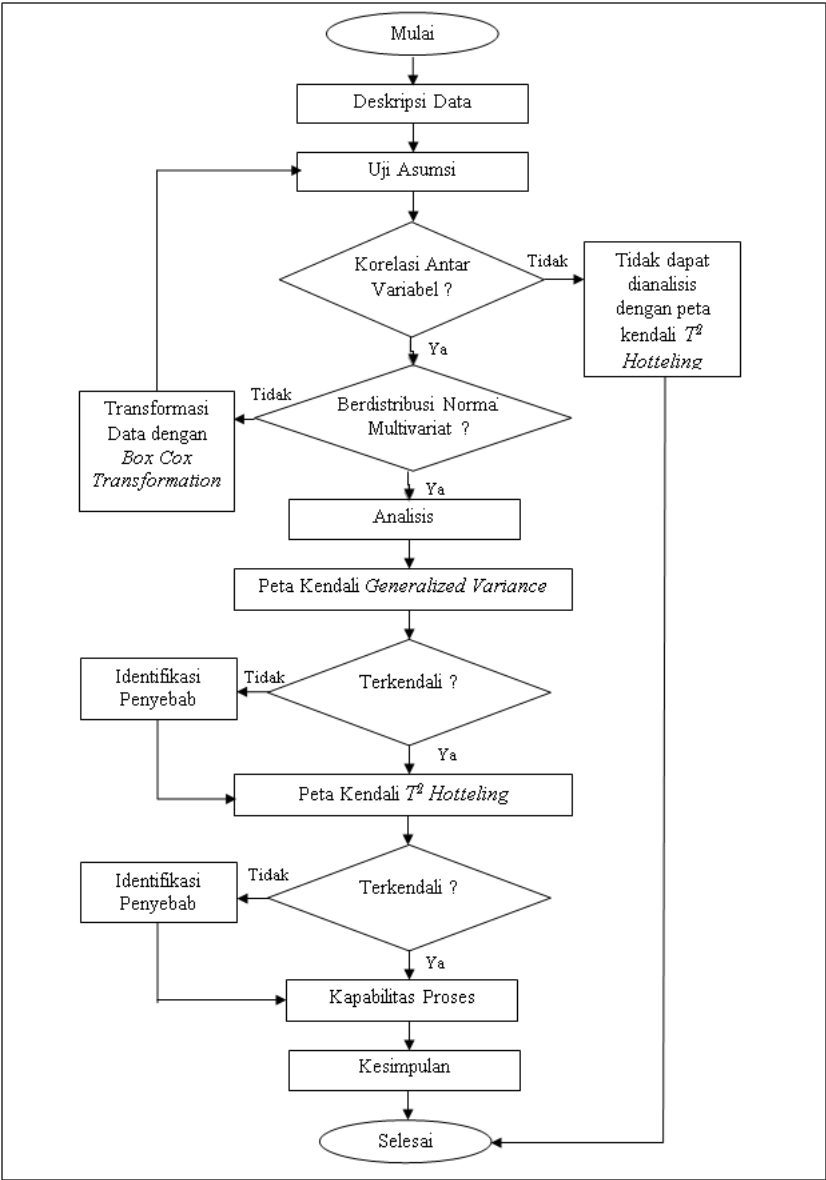 Mulai
Deskripsi Data
Uji Asumsi
Korelasi Antar
Variabel ?
Tidak
Tidak dapat
dianalisis
dengan peta
kendali T²
Hotteling
Ya
Berdistribusi Normal
Multivariat ?
Tidak
Transformasi
Data dengan
Box Cox
Transformation
Ya
Analisis
Peta Kendali Generalized Variance
Terkendali ?
Tidak
Identifikasi
Penyebab
Ya
Peta Kendali T² Hotteling
Terkendali ?
Tidak
Identifikasi
Penyebab
Ya
Kapabilitas Proses
Kesimpulan
Selesai